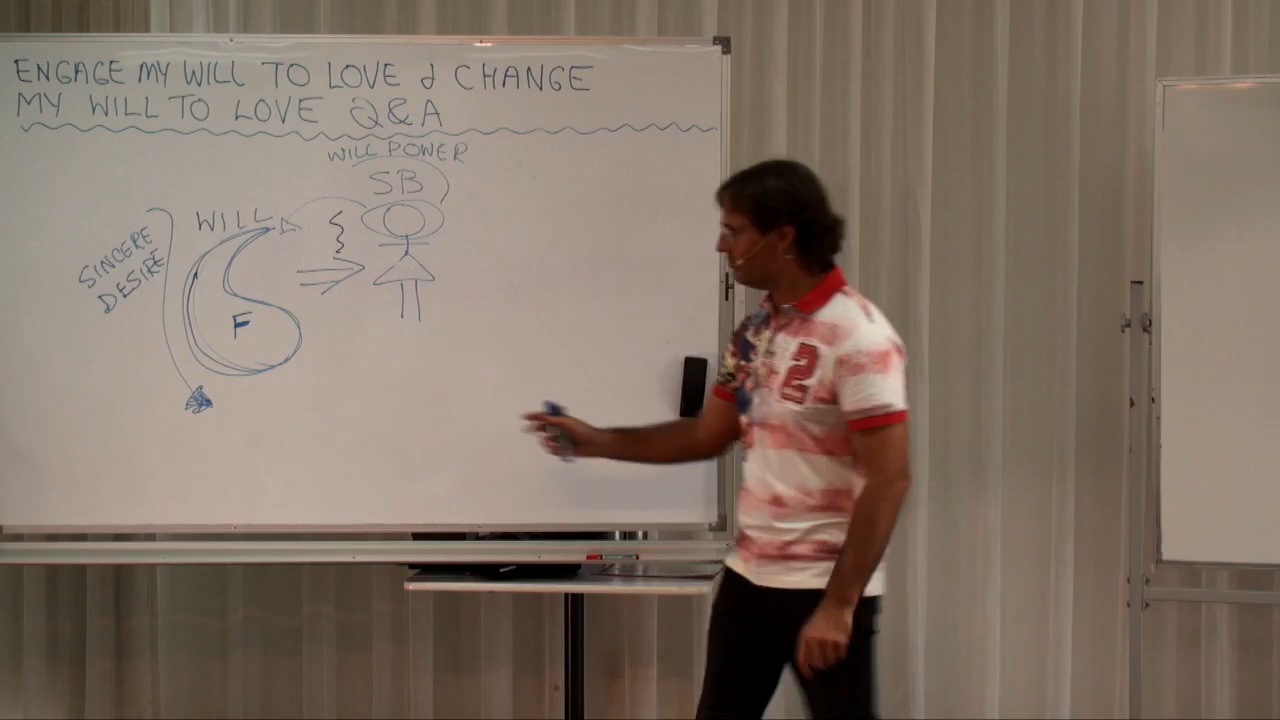 ENGAGE MY WILL TO LOVE & CHANGE
MY WILL TO LOVE Q&A
WILL POWER
SB
WILL
SINCERE
DESIRE
F
2